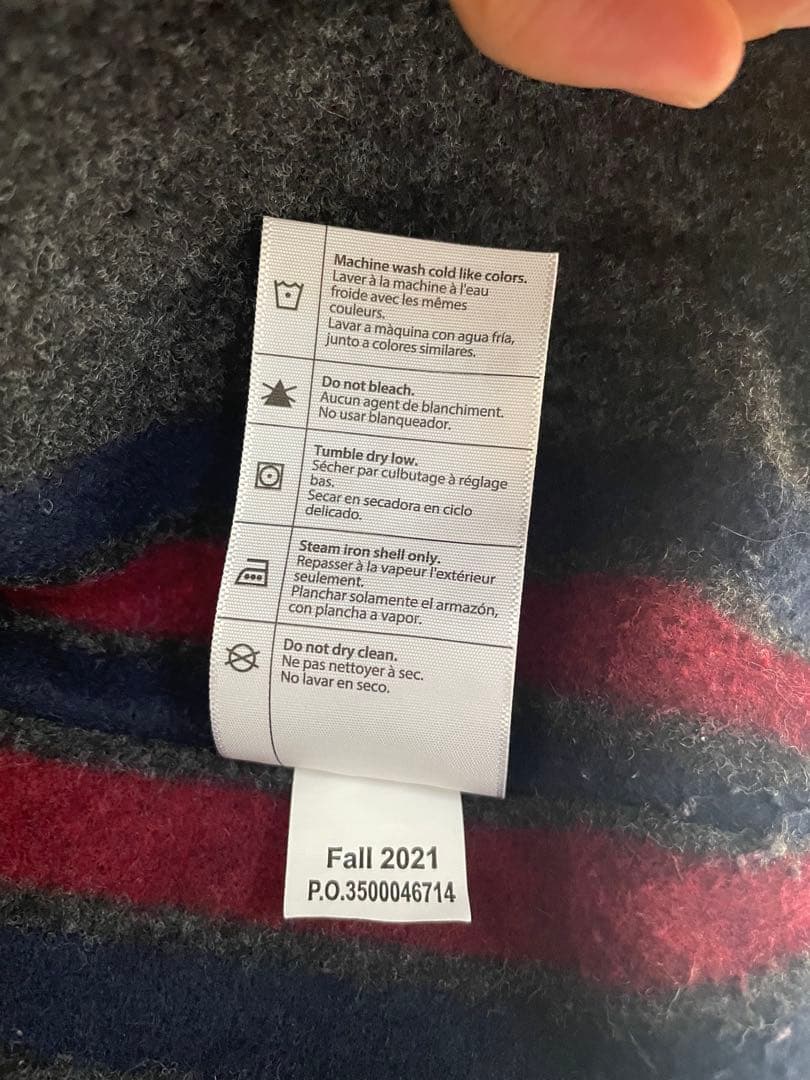 Machine wash cold like colors.
Laver à la machine à l'eau
froide avec les mêmes
couleurs.
Lavar a màquina con agua fría,
junto a colores similares.
Do not bleach.
Aucun agent de blanchiment.
No usar blanqueador.
Tumble dry low.
Sécher par culbutage à réglage
bas.
Secar en secadora en ciclo
delicado.
Steam iron shell only.
Repasser à la vapeur l'extérieur
seulement.
Planchar solamente el armazón,
con plancha a vapor.
Do not dry clean.
Ne pas nettoyer à sec.
No lavar en seco.
Fall 2021
P.O.3500046714